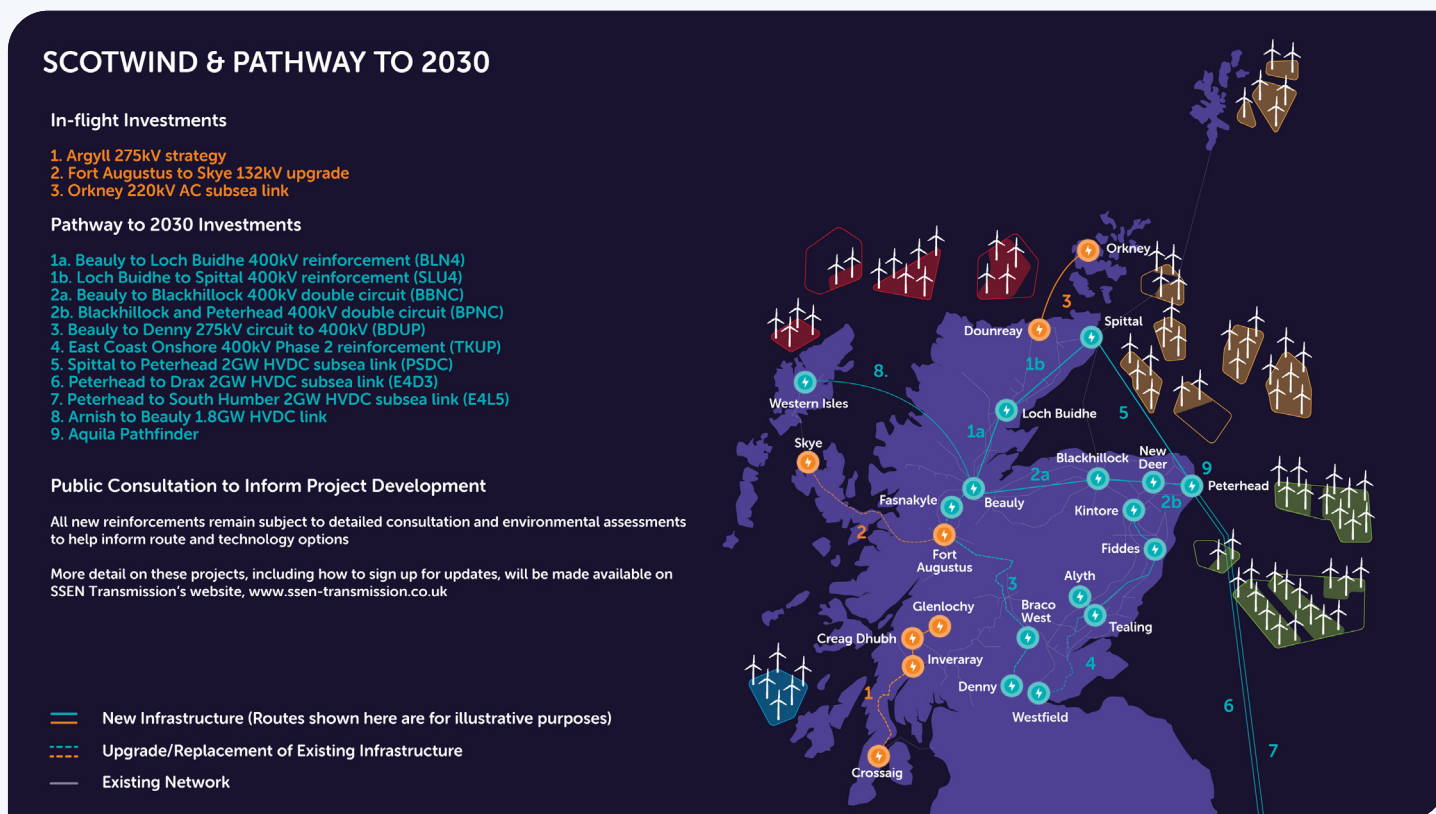 SCOTWIND & PATHWAY TO 2030
In-flight Investments
1. Argyll 275kV strategy
2. Fort Augustus to Skye 132kV upgrade
3. Orkney 220kV AC subsea link
Pathway to 2030 Investments
1a. Beauly to Loch Buidhe 400kV reinforcement (BLN4)
1b. Loch Buidhe to Spittal 400kV reinforcement (SLU4)
2a. Beauly to Blackhillock 400kV double circuit (BBNC)
2b. Blackhillock and Peterhead 400kV double circuit (BPNC)
3. Beauly to Denny 275kV circuit to 400kV (BDUP)
4. East Coast Onshore 400kV Phase 2 reinforcement (TKUP)
5. Spittal to Peterhead 2GW HVDC subsea link (PSDC)
6. Peterhead to Drax 2GW HVDC subsea link (E4D3)
7. Peterhead to South Humber 2GW HVDC subsea link (E4L5)
8. Arnish to Beauly 1.8GW HVDC link
9. Aquila Pathfinder
Public Consultation to Inform Project Development
All new reinforcements remain subject to detailed consultation and environmental assessments
to help inform route and technology options
More detail on these projects, including how to sign up for updates, will be made available on
SSEN Transmission's website, www.ssen-transmission.co.uk
New Infrastructure (Routes shown here are for illustrative purposes)
Upgrade/Replacement of Existing Infrastructure
Existing Network
Orkney
3
Dounreay
Spittal
1b
8.
Western Isles
Loch Buidhe
5
1a
Skye
Blackhillock
New
Deer
9
2a
Peterhead
Fasnakyle
Beauly
2b
Kintore
2
Fort
Augustus
Fiddes
3
Alyth
Glenlochy
Braco
West
Tealing
Creag Dhubh
Inveraray
4
1
Denny
Westfield
6
7
Crossaig